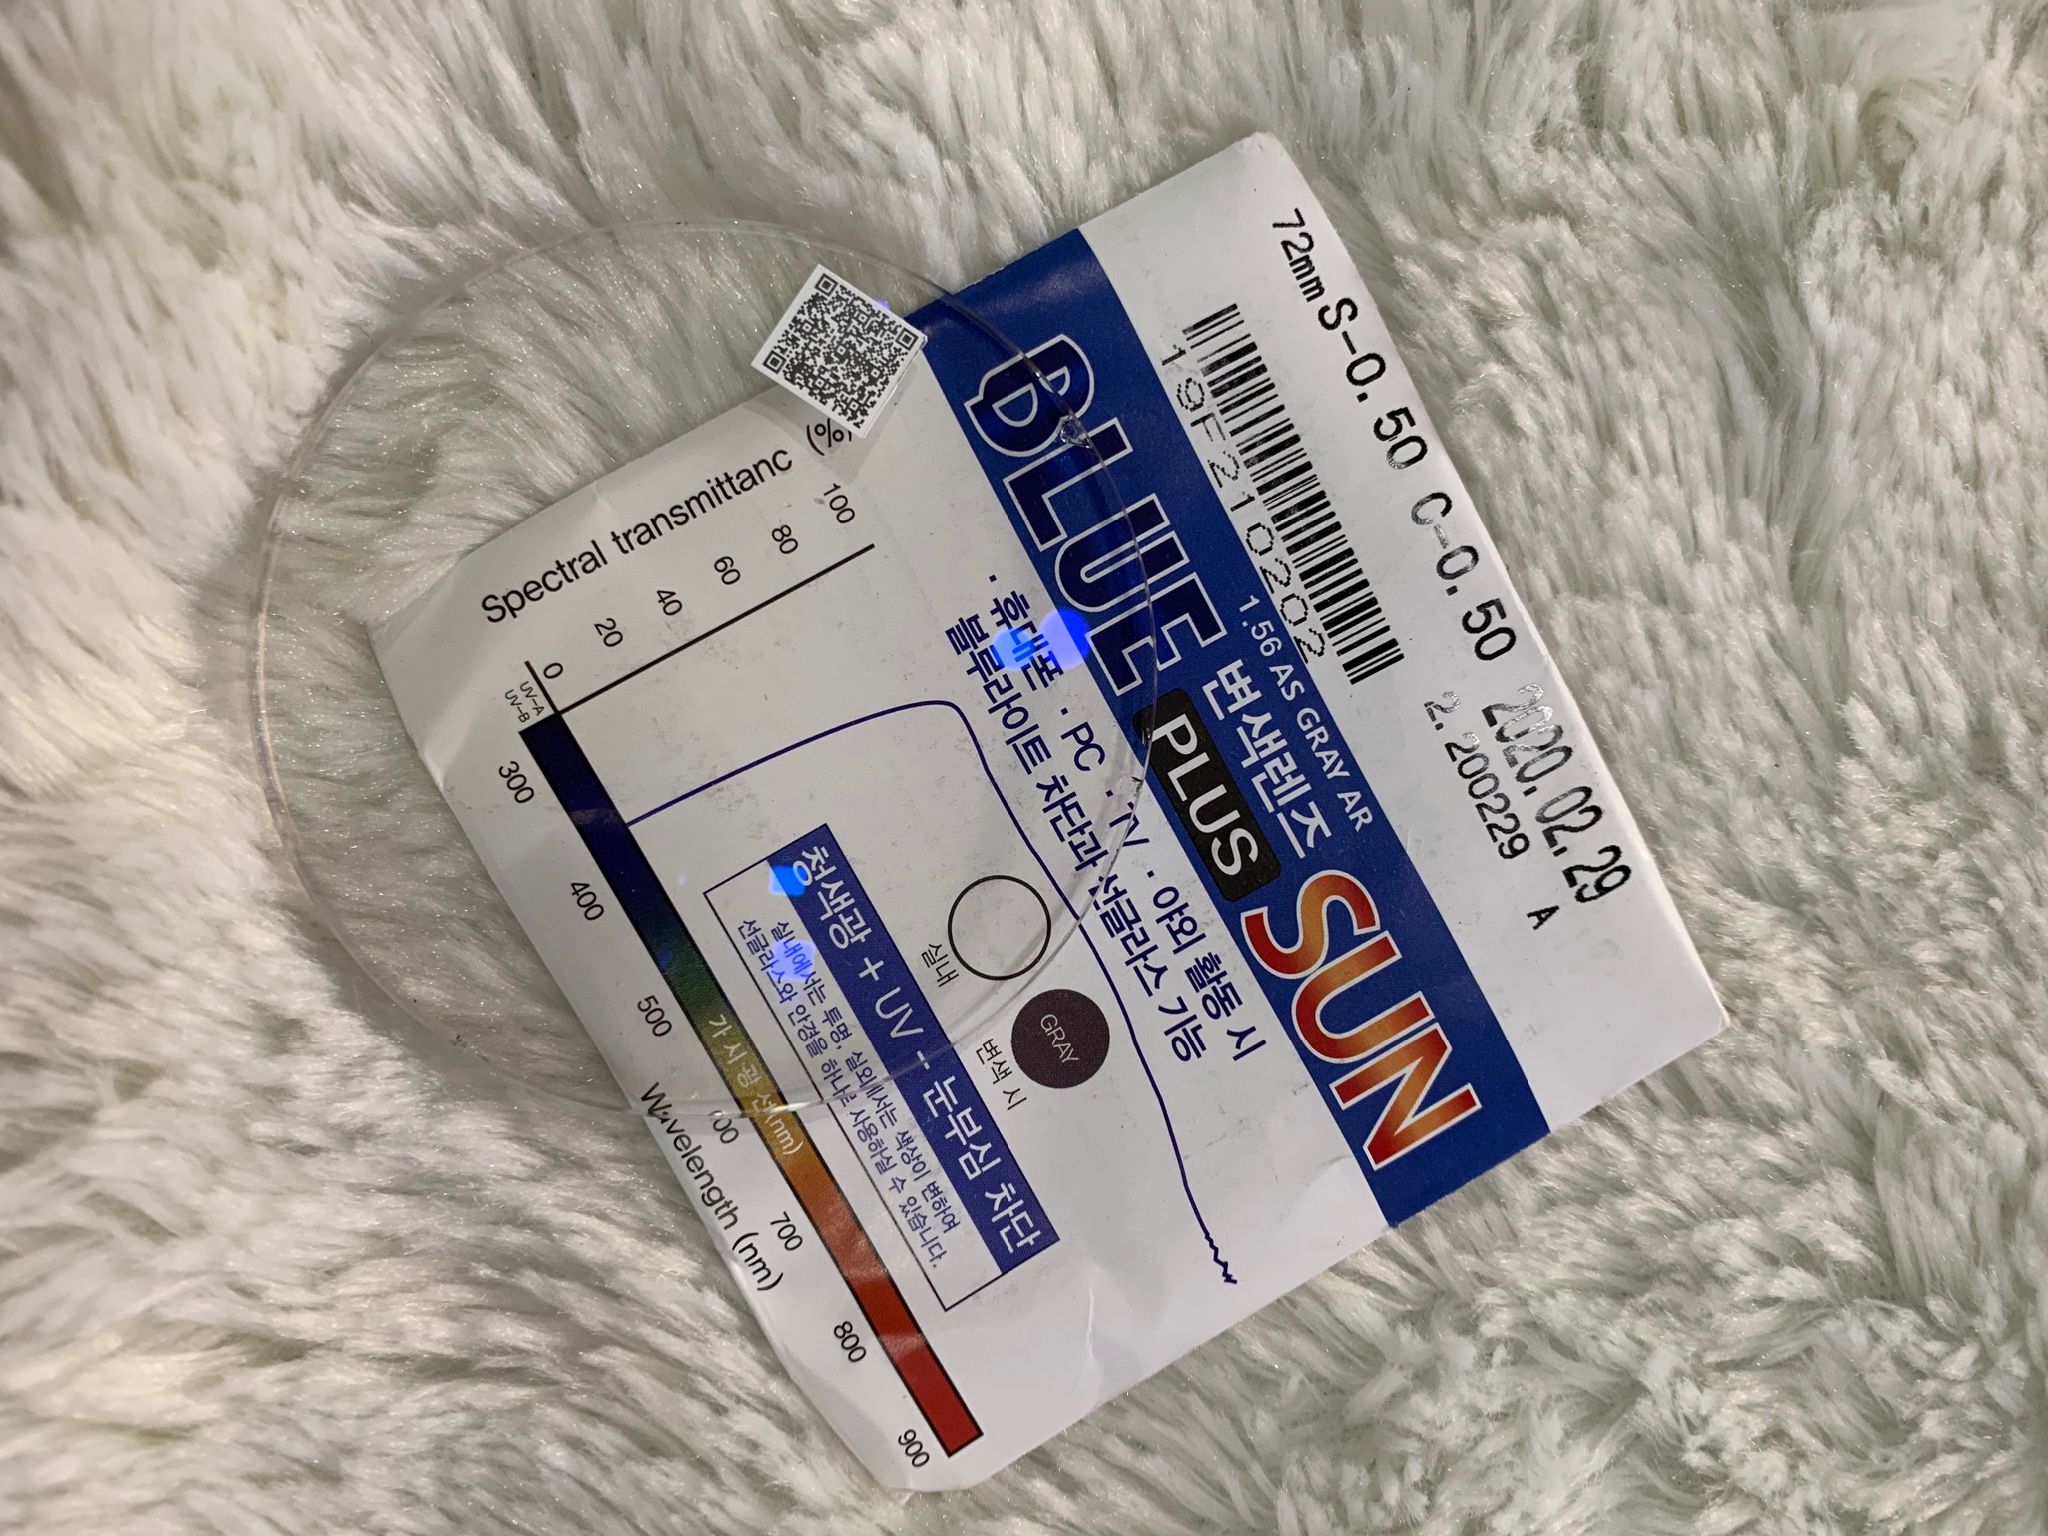 72mm S-0.50 C-0.50 2020.02.29
2.200229 A
19F210202
1.56 AS GRAY AR
BLUE 변색렌즈 SUN
PLUS
· 휴대폰 · PC · TV · 야외 활동 시
블루라이트 차단과 선글라스 기능
Spectral transmittanc (%)
100
80
60
40
20
0
UV-A
UV-B
실내
GRAY
변색 시
청색광 + UV + 눈부심 차단
실내에서는 투명, 실외에서는 색상이 변하여
선글라스와 안경을 하나로 사용하실 수 있습니다.
가 시 광 선(nm)
300 400 500 700 800 900
Wavelength (nm)